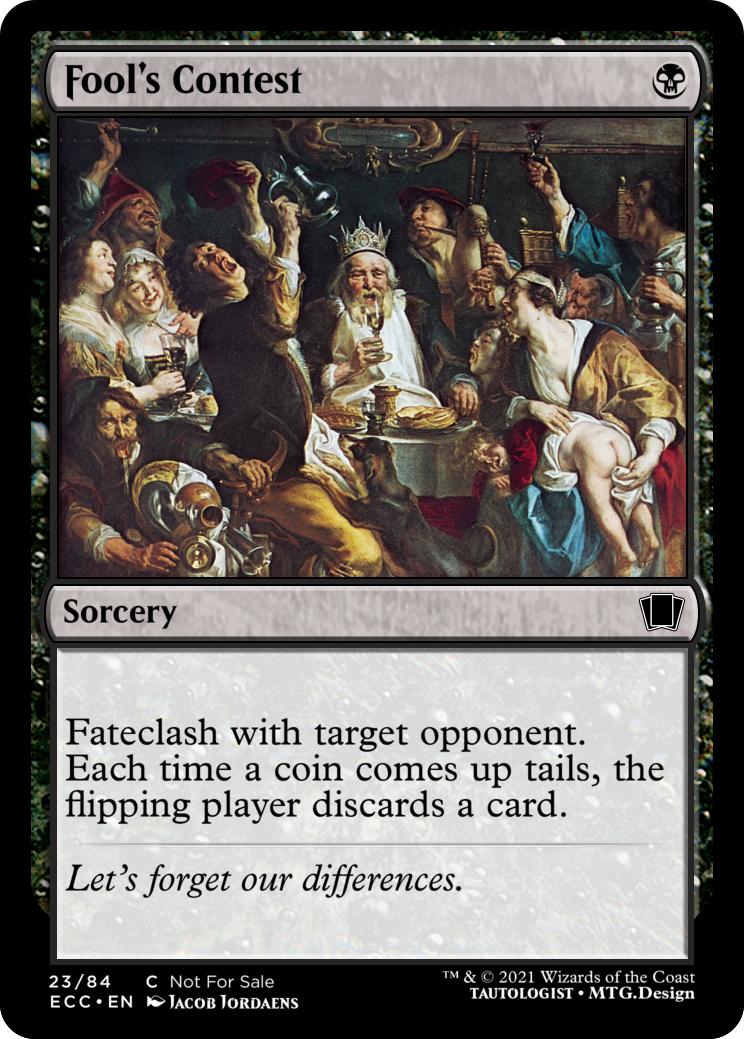 Fool's Contest
Sorcery
Fateclash with target opponent.
Each time a coin comes up tails, the
flipping player discards a card.
Let's forget our differences.
23/84 C Not For Sale
ECC • EN Jacob Jordaens
™ & © 2021 Wizards of the Coast
TAUTOLOGIST • MTG.Design